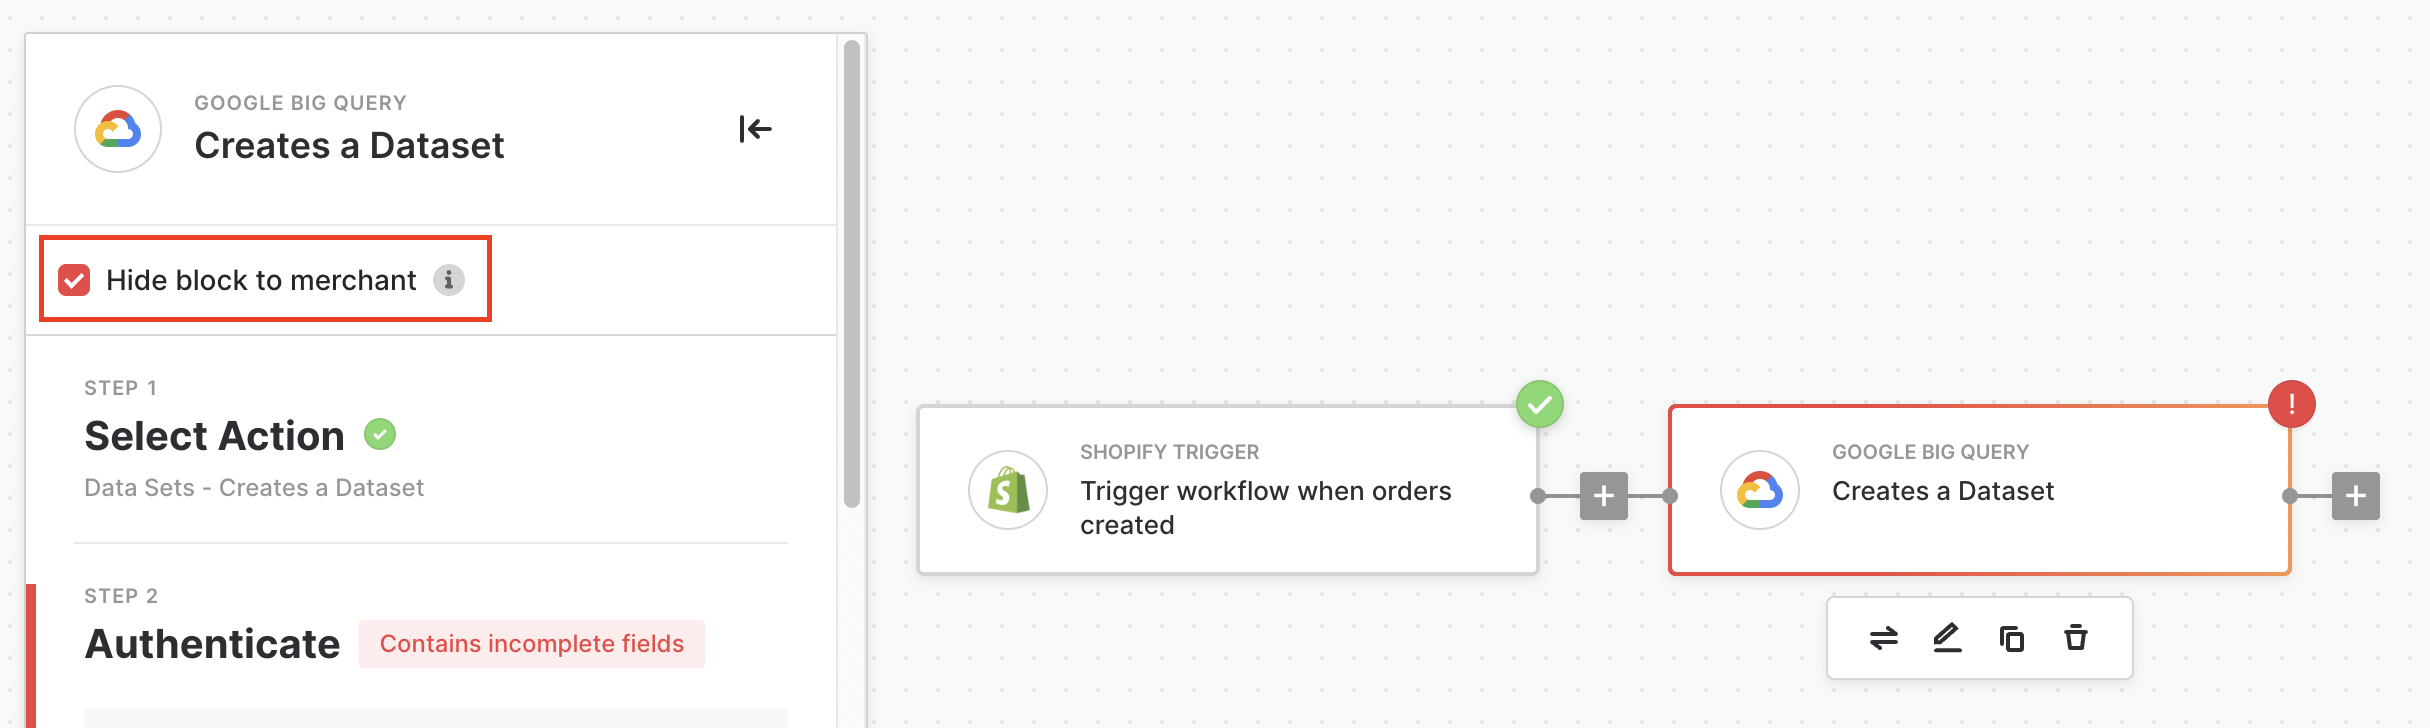 GOOGLE BIG QUERY
Creates a Dataset
Hide block to merchant
STEP 1
Select Action
Data Sets - Creates a Dataset
STEP 2
Authenticate Contains incomplete fields
SHOPIFY TRIGGER
Trigger workflow when orders
created
GOOGLE BIG QUERY
Creates a Dataset